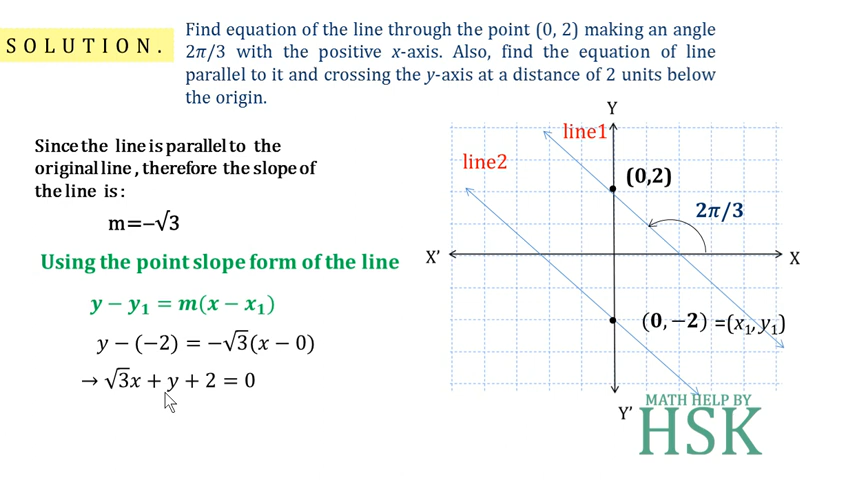 SOLUTION.
Find equation of the line through the point (0, 2) making an angle
2π/3 with the positive x-axis. Also, find the equation of line
parallel to it and crossing the y-axis at a distance of 2 units below
the origin.
Since the line is parallel to the
original line , therefore the slope of
the line is :
m=−√3
Using the point slope form of the line
y − y₁ = m(x − x₁)
y − (−2) = −√3(x − 0)
→ √3x + y + 2 = 0
Y
line1
line2
(0,2)
2π/3
X'
X
(0, −2) =(x₁, y₁)
Y'
MATH HELP BY
HSK